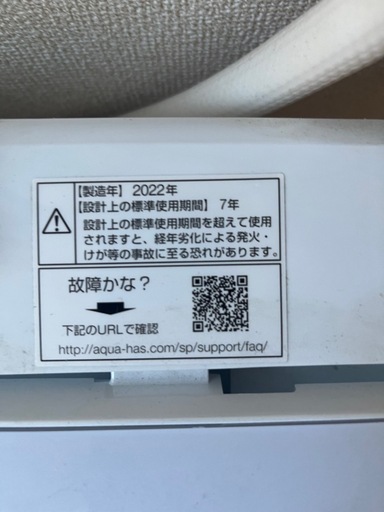 【製造年】2022年
【設計上の標準使用期間】7年
設計上の標準使用期間を超えて使用
されますと、経年劣化による発火・
けが等の事故に至る恐れがあります。
故障かな？
下記のURLで確認
http://aqua-has.com/sp/support/faq/